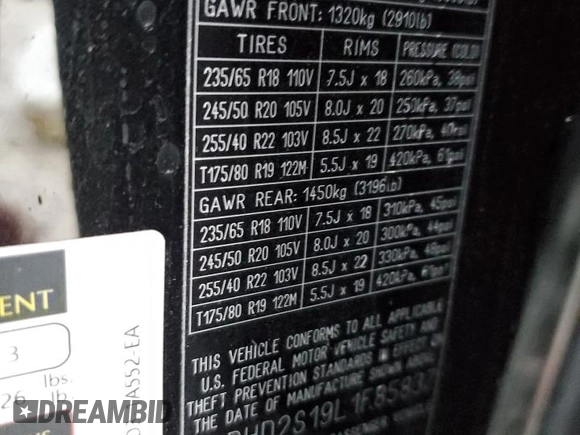 GAWR FRONT: 1320kg (2910lb)
TIRES RIMS PRESSURE (COLD)
235/65 R18 110V 7.5J x 18 260kPa, 38psi
245/50 R20 105V 8.0J x 20 250kPa, 37psi
255/40 R22 103V 8.5J x 22 270kPa, 40psi
T175/80 R19 122M 5.5J x 19 420kPa, 61psi
GAWR REAR: 1450kg (3196lb)
235/65 R18 110V 7.5J x 18 310kPa, 45psi
245/50 R20 105V 8.0J x 20 300kPa, 44psi
255/40 R22 103V 8.5J x 22 330kPa, 48psi
T175/80 R19 122M 5.5J x 19 420kPa, 61psi
THIS VEHICLE CONFORMS TO ALL APPLICABLE
U.S. FEDERAL MOTOR VEHICLE SAFETY AND
THEFT PREVENTION STANDARDS IN EFFECT ON
THE DATE OF MANUFACTURE SHOWN ABOVE.
ENT
3
lbs.
26
lb.
A552-EA
DREAMBID